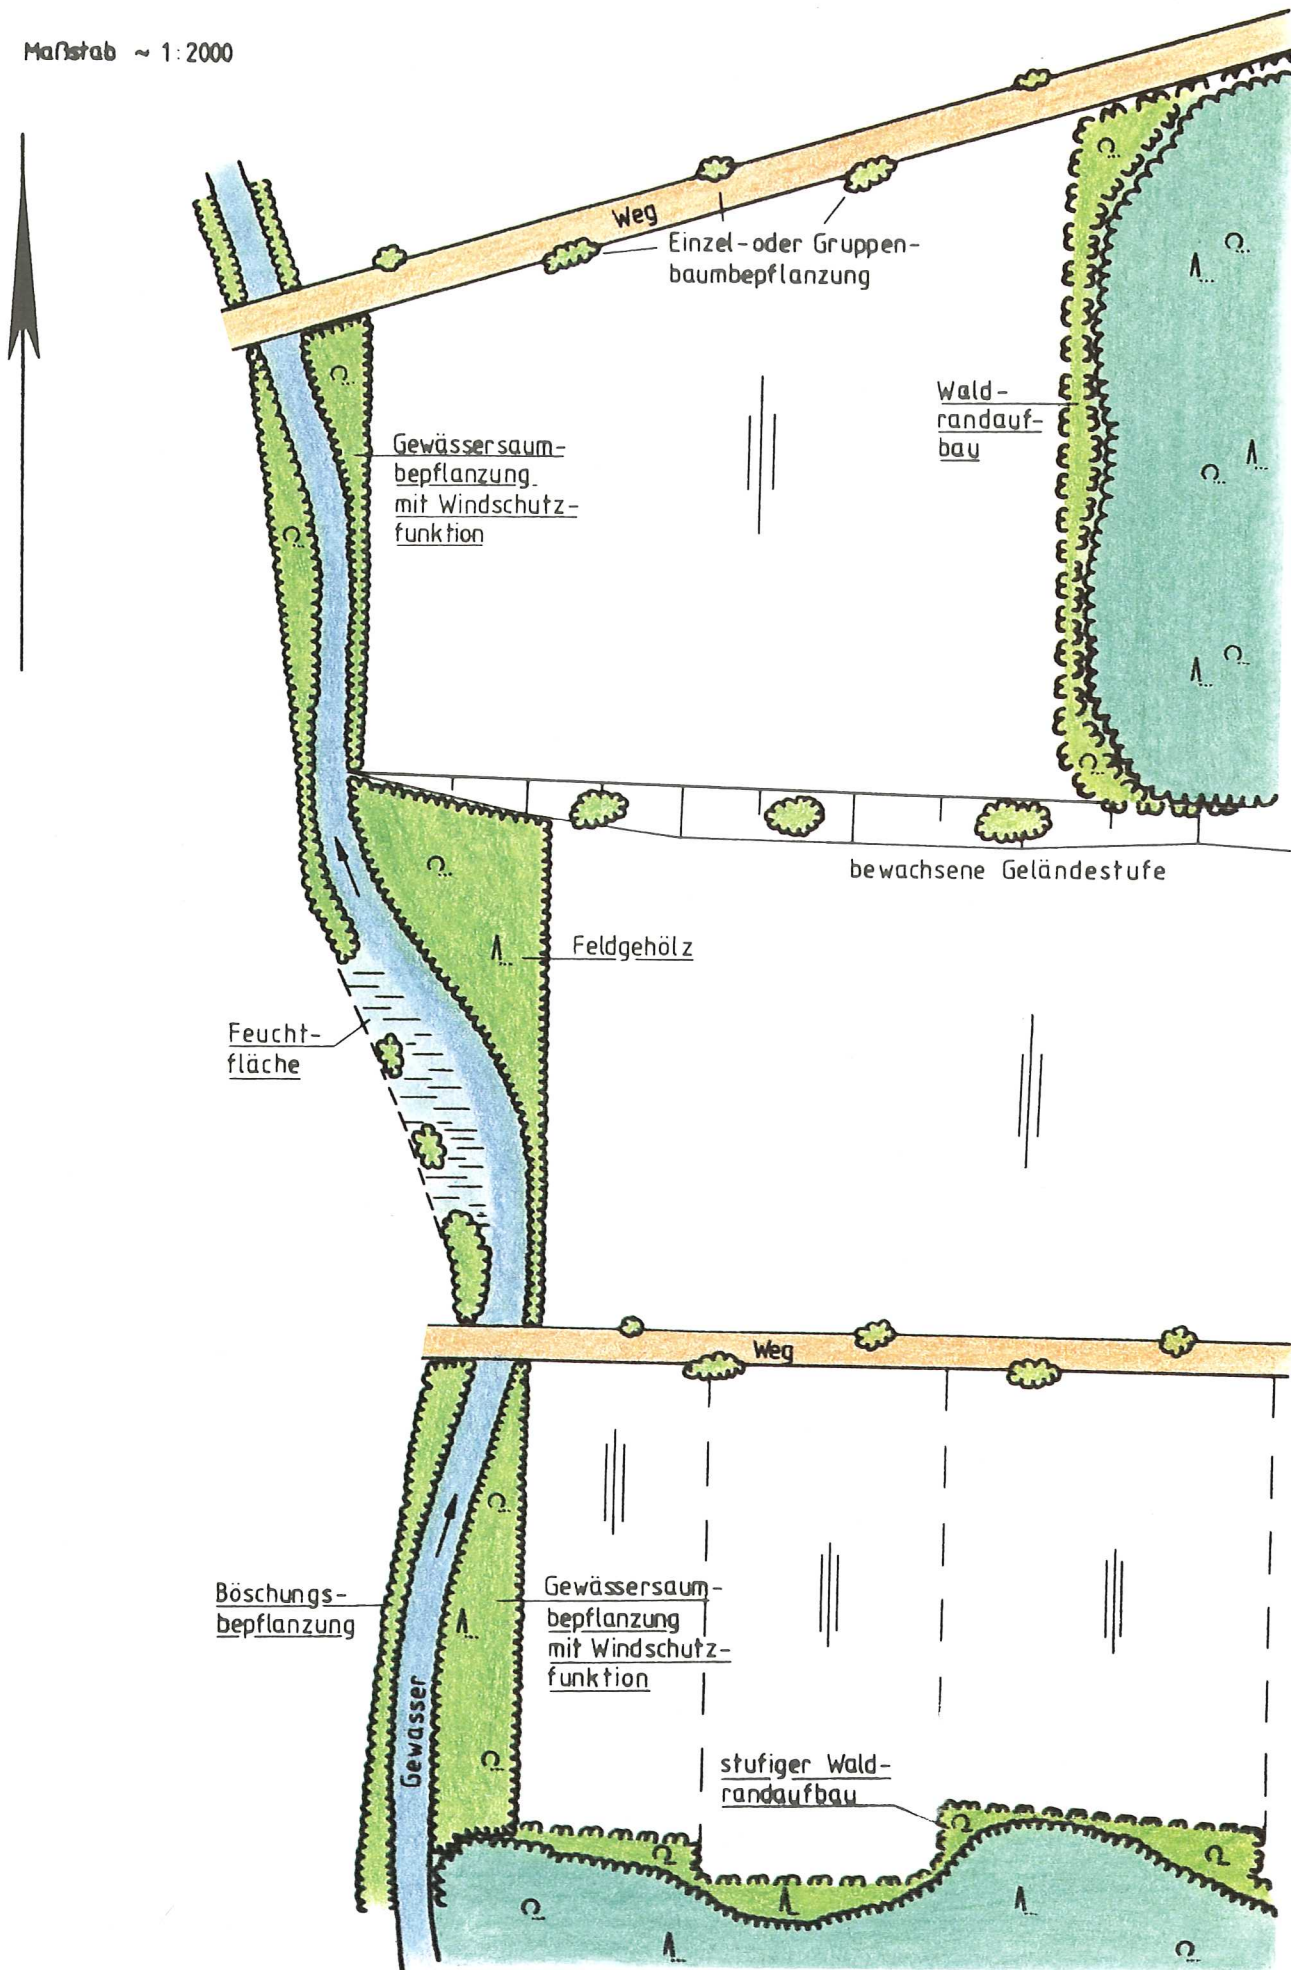 Maßstab ~ 1:2000
Weg
Einzel-oder Gruppen-
baumbepflanzung
Wald-
randauf-
bau
Gewässersaum-
bepflanzung
mit Windschutz-
funktion
bewachsene Geländestufe
Feldgehölz
Feucht-
fläche
Weg
Böschungs-
bepflanzung
Gewässersaum-
bepflanzung
mit Windschutz-
funktion
Gewässer
stufiger Wald-
randaufbau